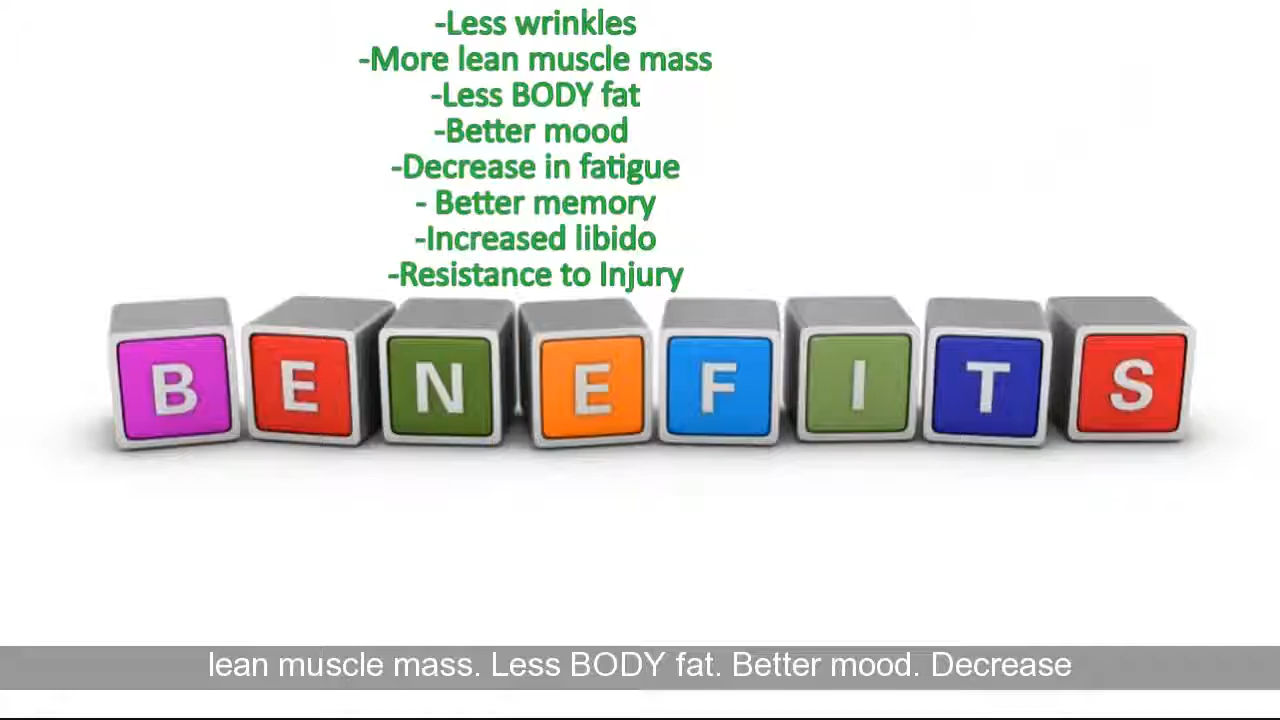 -Less wrinkles
-More lean muscle mass
-Less BODY fat
-Better mood
-Decrease in fatigue
- Better memory
-Increased libido
-Resistance to Injury
BENEFITS
lean muscle mass. Less BODY fat. Better mood. Decrease